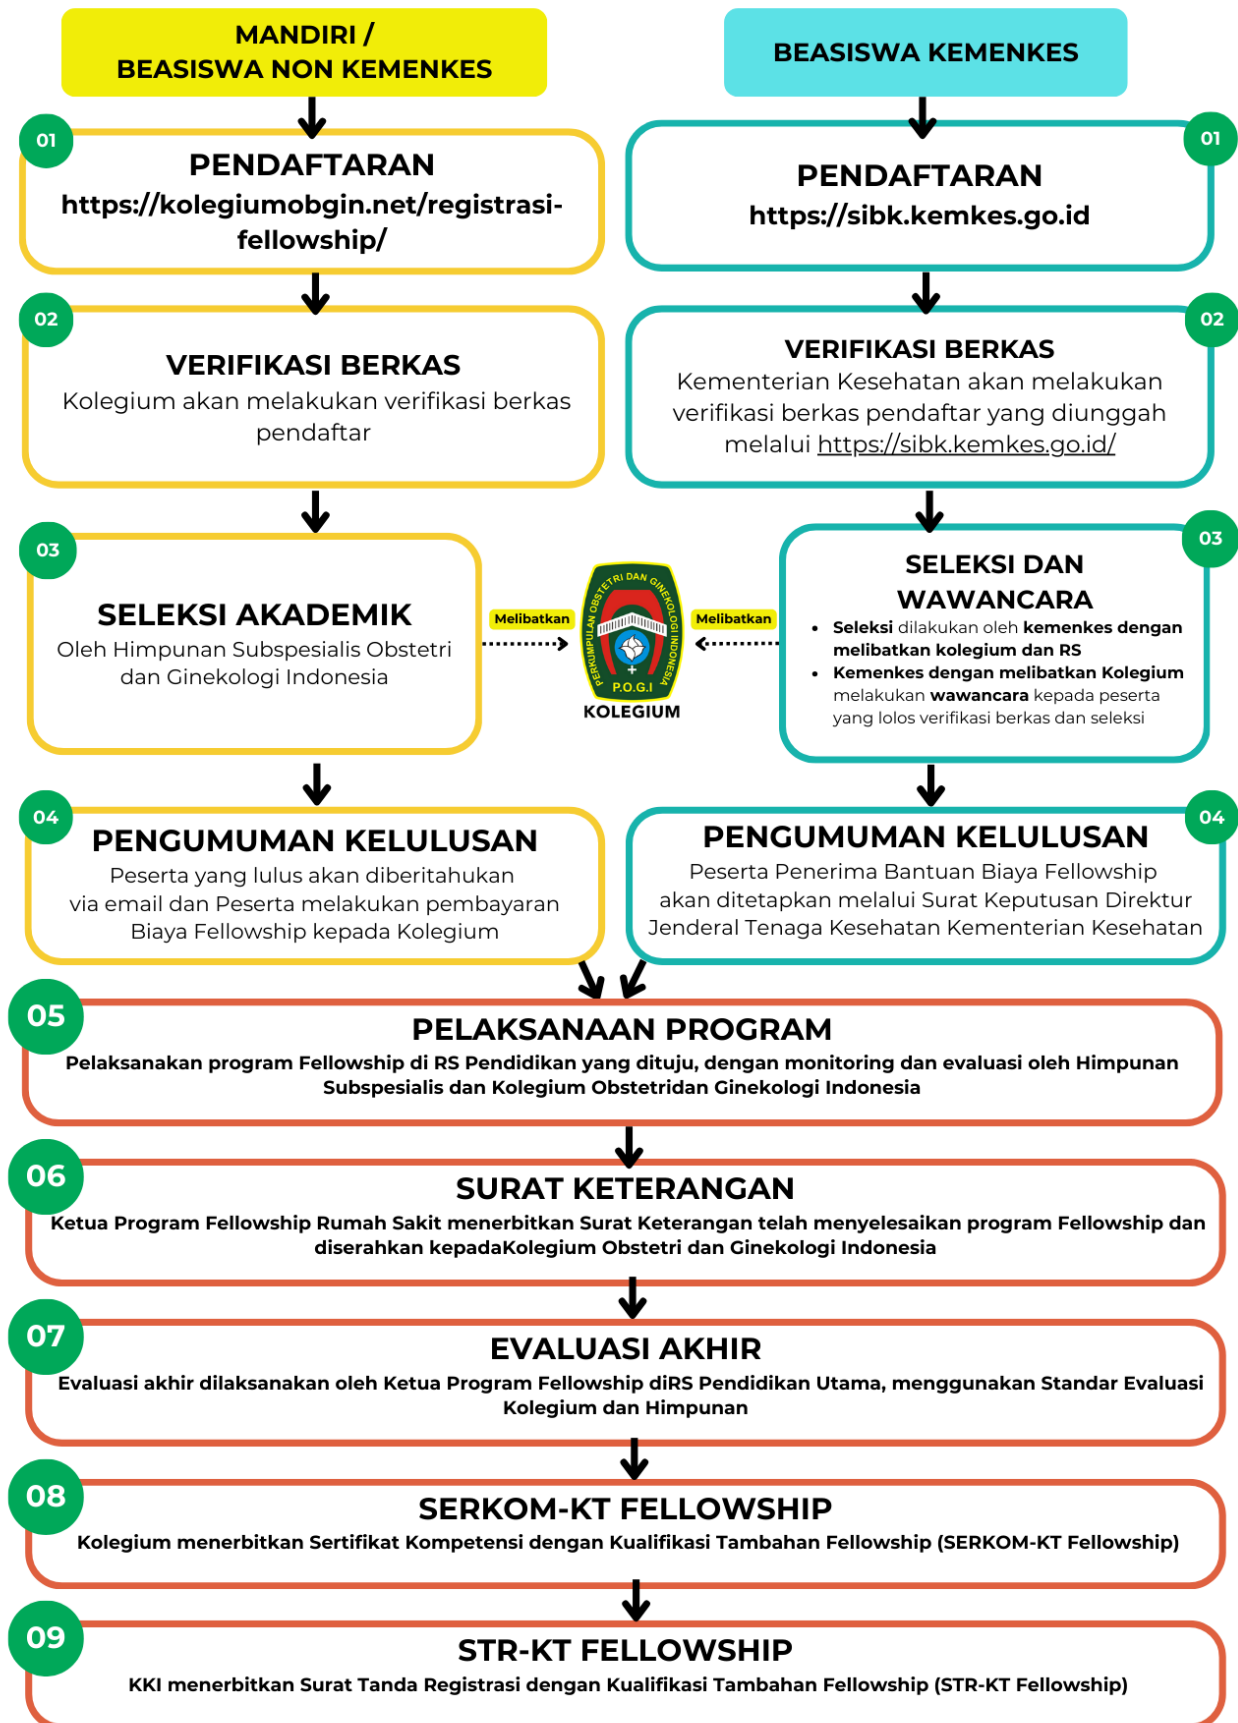 MANDIRI /
BEASISWA NON KEMENKES
01
PENDAFTARAN
https://kolegiumobgin.net/registrasi-
fellowship/
02
VERIFIKASI BERKAS
Kolegium akan melakukan verifikasi berkas
pendaftar
03
SELEKSI AKADEMIK
Oleh Himpunan Subspesialis Obstetri
dan Ginekologi Indonesia
Melibatkan
PERKUMPULAN OBSTETRI DAN GINEKOLOGI INDONESIA
P.O.G.I
KOLEGIUM
04
PENGUMUMAN KELULUSAN
Peserta yang lulus akan diberitahukan
via email dan Peserta melakukan pembayaran
Biaya Fellowship kepada Kolegium
BEASISWA KEMENKES
01
PENDAFTARAN
https://sibk.kemkes.go.id
02
VERIFIKASI BERKAS
Kementerian Kesehatan akan melakukan
verifikasi berkas pendaftar yang diunggah
melalui https://sibk.kemkes.go.id/
03
SELEKSI DAN
WAWANCARA
• Seleksi dilakukan oleh kemenkes dengan
melibatkan kolegium dan RS
• Kemenkes dengan melibatkan Kolegium
melakukan wawancara kepada peserta
yang lolos verifikasi berkas dan seleksi
Melibatkan
04
PENGUMUMAN KELULUSAN
Peserta Penerima Bantuan Biaya Fellowship
akan ditetapkan melalui Surat Keputusan Direktur
Jenderal Tenaga Kesehatan Kementerian Kesehatan
05
PELAKSANAAN PROGRAM
Pelaksanakan program Fellowship di RS Pendidikan yang dituju, dengan monitoring dan evaluasi oleh Himpunan
Subspesialis dan Kolegium Obstetridan Ginekologi Indonesia
06
SURAT KETERANGAN
Ketua Program Fellowship Rumah Sakit menerbitkan Surat Keterangan telah menyelesaikan program Fellowship dan
diserahkan kepadaKolegium Obstetri dan Ginekologi Indonesia
07
EVALUASI AKHIR
Evaluasi akhir dilaksanakan oleh Ketua Program Fellowship diRS Pendidikan Utama, menggunakan Standar Evaluasi
Kolegium dan Himpunan
08
SERKOM-KT FELLOWSHIP
Kolegium menerbitkan Sertifikat Kompetensi dengan Kualifikasi Tambahan Fellowship (SERKOM-KT Fellowship)
09
STR-KT FELLOWSHIP
KKI menerbitkan Surat Tanda Registrasi dengan Kualifikasi Tambahan Fellowship (STR-KT Fellowship)